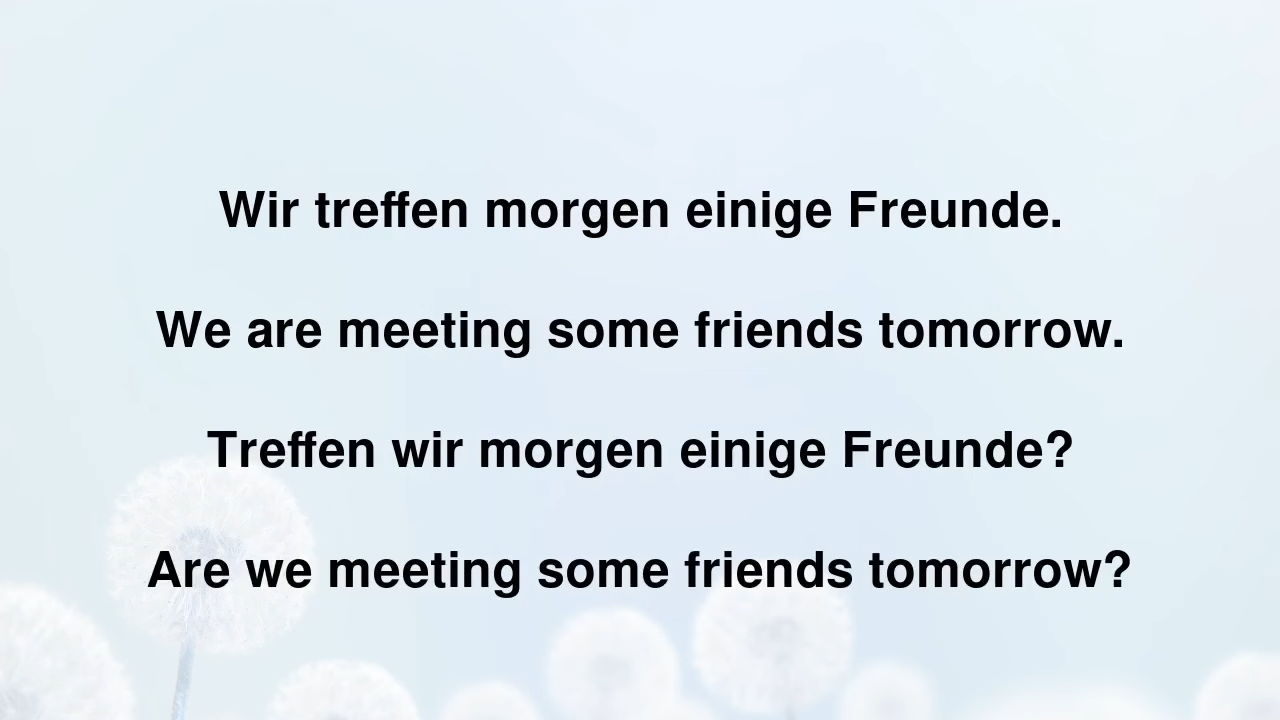 Wir treffen morgen einige Freunde.
We are meeting some friends tomorrow.
Treffen wir morgen einige Freunde?
Are we meeting some friends tomorrow?